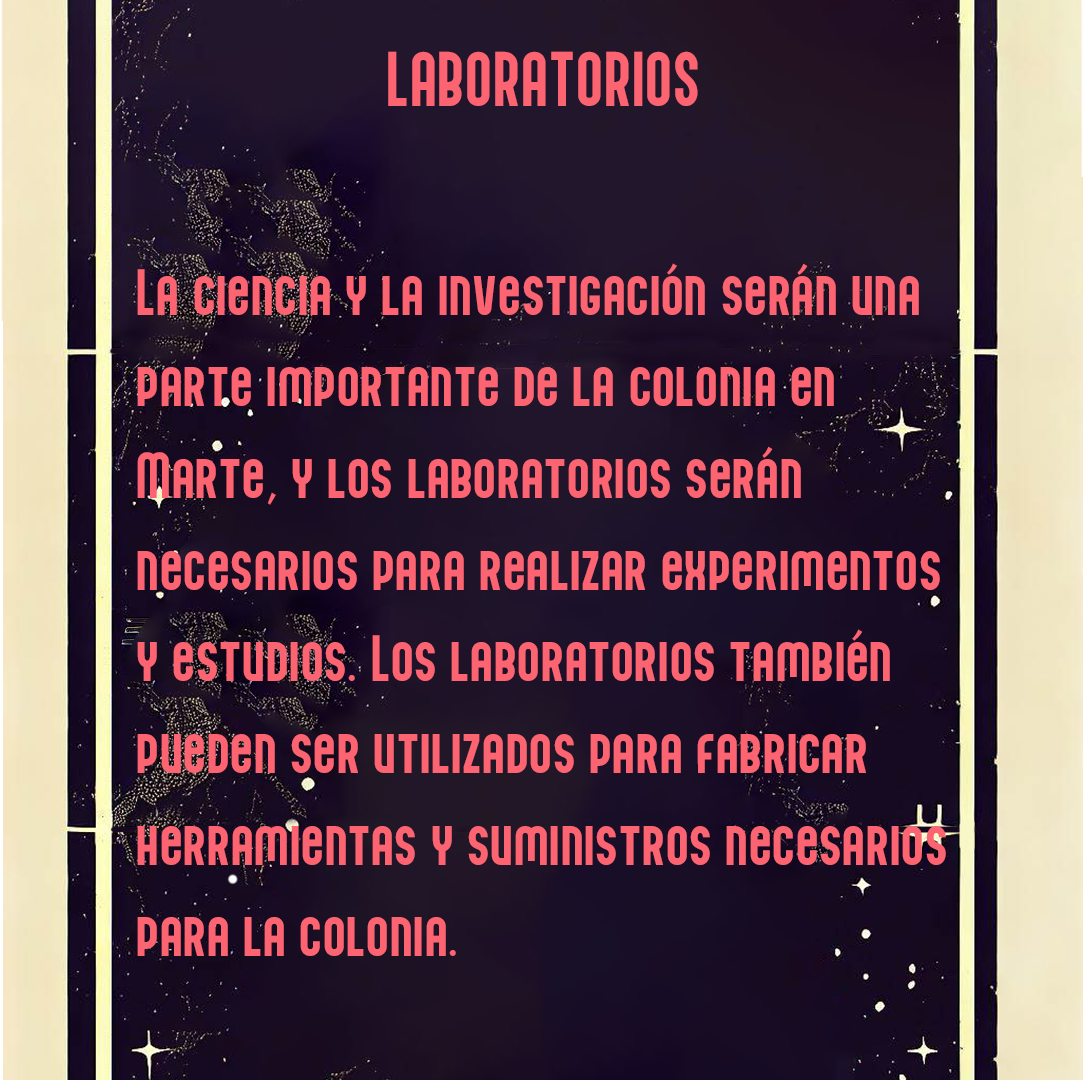 LABORATORIOS
La ciencia y la investigación serán una
parte importante de la colonia en
Marte, y los laboratorios serán
necesarios para realizar experimentos
y estudios. Los laboratorios también
pueden ser utilizados para fabricar
herramientas y suministros necesarios
para la colonia.